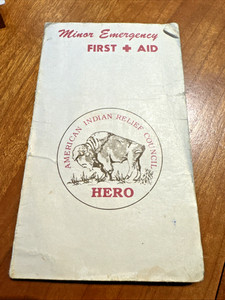 Minor Emergency
FIRST + AID
AMERICAN INDIAN RELIEF COUNCIL
HERO